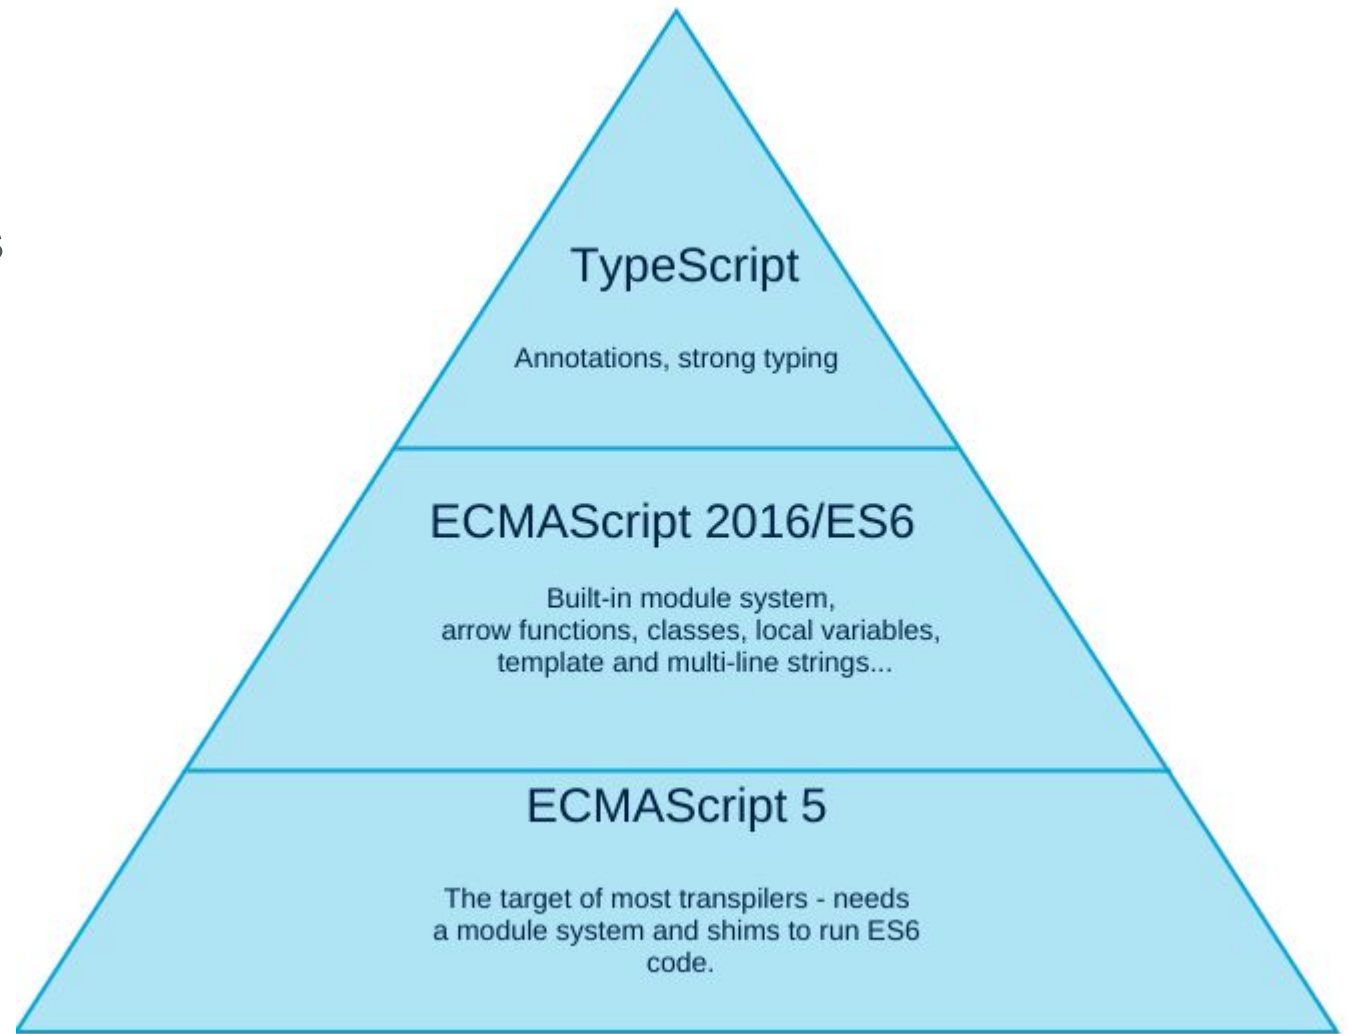 TypeScript
Annotations, strong typing
ECMAScript 2016/ES6
Built-in module system,
arrow functions, classes, local variables,
template and multi-line strings...
ECMAScript 5
The target of most transpilers - needs
a module system and shims to run ES6
code.